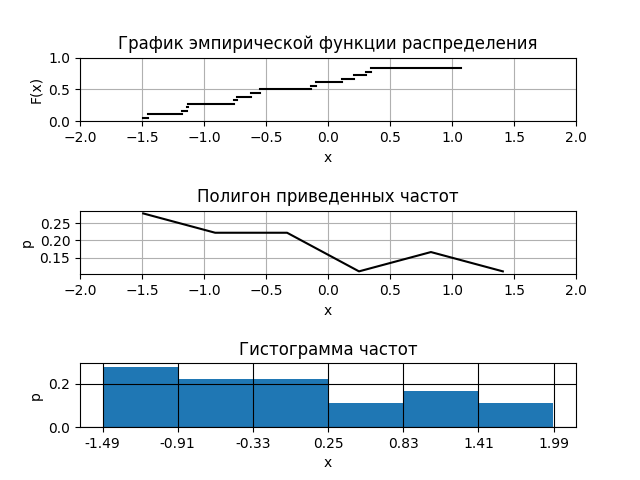 График эмпирической функции распределения
1.0
0.5
0.0
F(x)
−2.0 −1.5 −1.0 −0.5 0.0 0.5 1.0 1.5 2.0
x
Полигон приведенных частот
0.25
0.20
0.15
p
−2.0 −1.5 −1.0 −0.5 0.0 0.5 1.0 1.5 2.0
x
Гистограмма частот
0.2
0.0
p
-1.49 -0.91 -0.33 0.25 0.83 1.41 1.99
x